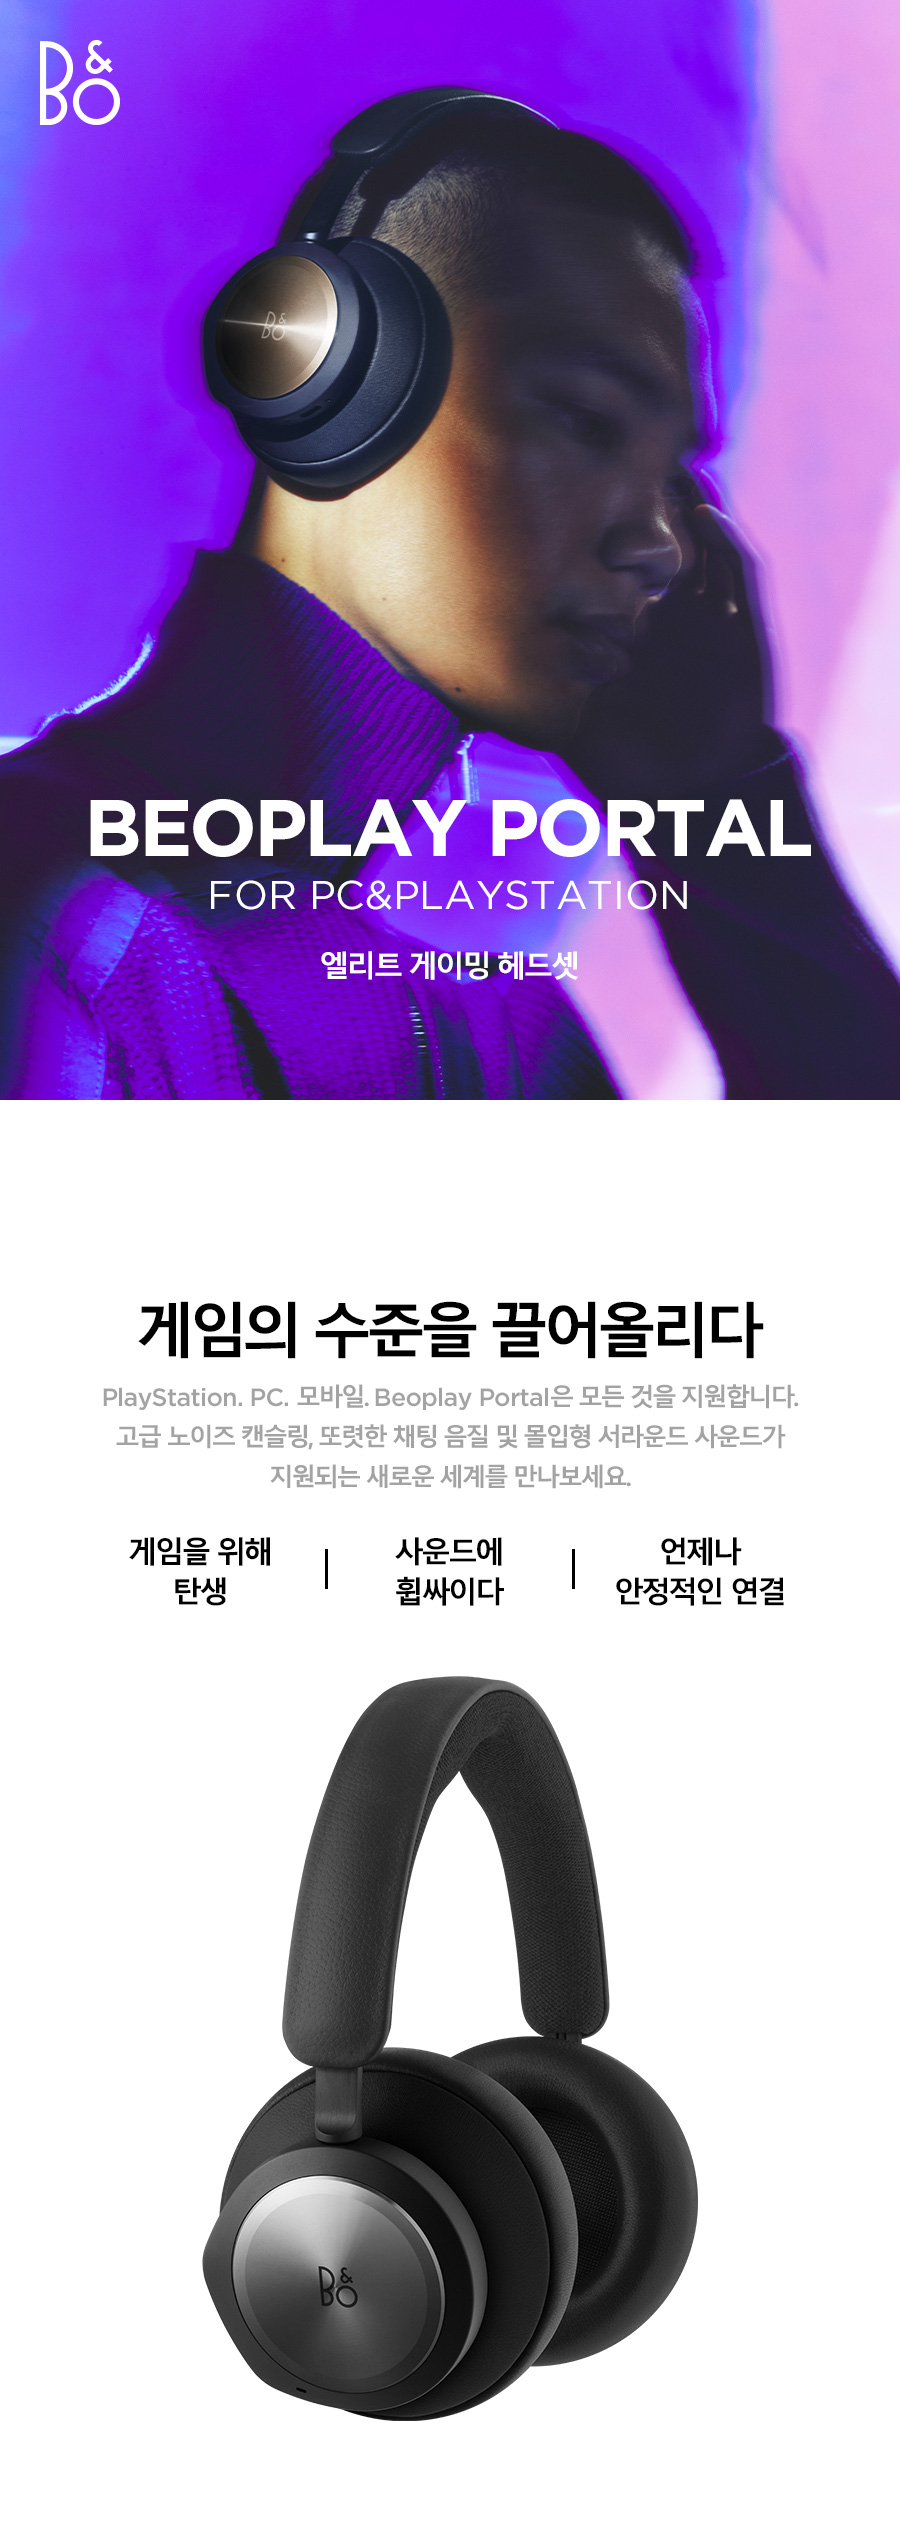 B&O
B&O
BEOPLAY PORTAL
FOR PC&PLAYSTATION
엘리트 게이밍 헤드셋
게임의 수준을 끌어올리다
PlayStation. PC. 모바일. Beoplay Portal은 모든 것을 지원합니다.
고급 노이즈 캔슬링, 또렷한 채팅 음질 및 몰입형 서라운드 사운드가
지원되는 새로운 세계를 만나보세요.
게임을 위해
탄생
사운드에
휩싸이다
언제나
안정적인 연결
B&O